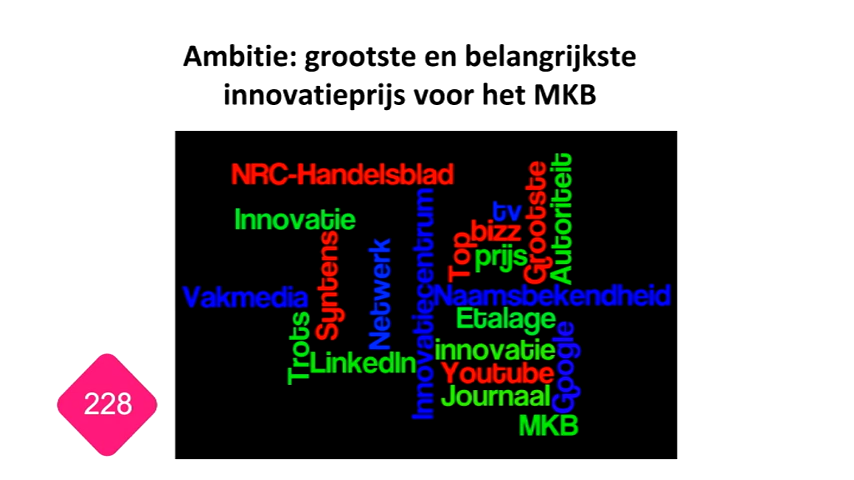 Ambitie: grootste en belangrijkste
innovatieprijs voor het MKB
NRC-Handelsblad
Innovatie
Syntens
Netwerk
Vakmedia
Trots
LinkedIn
Innovatiecentrum
Top
bizz
tv
prijs
Grootste
Autoriteit
Naamsbekendheid
Etalage
innovatie
Youtube
Journaal
Google
MKB
228